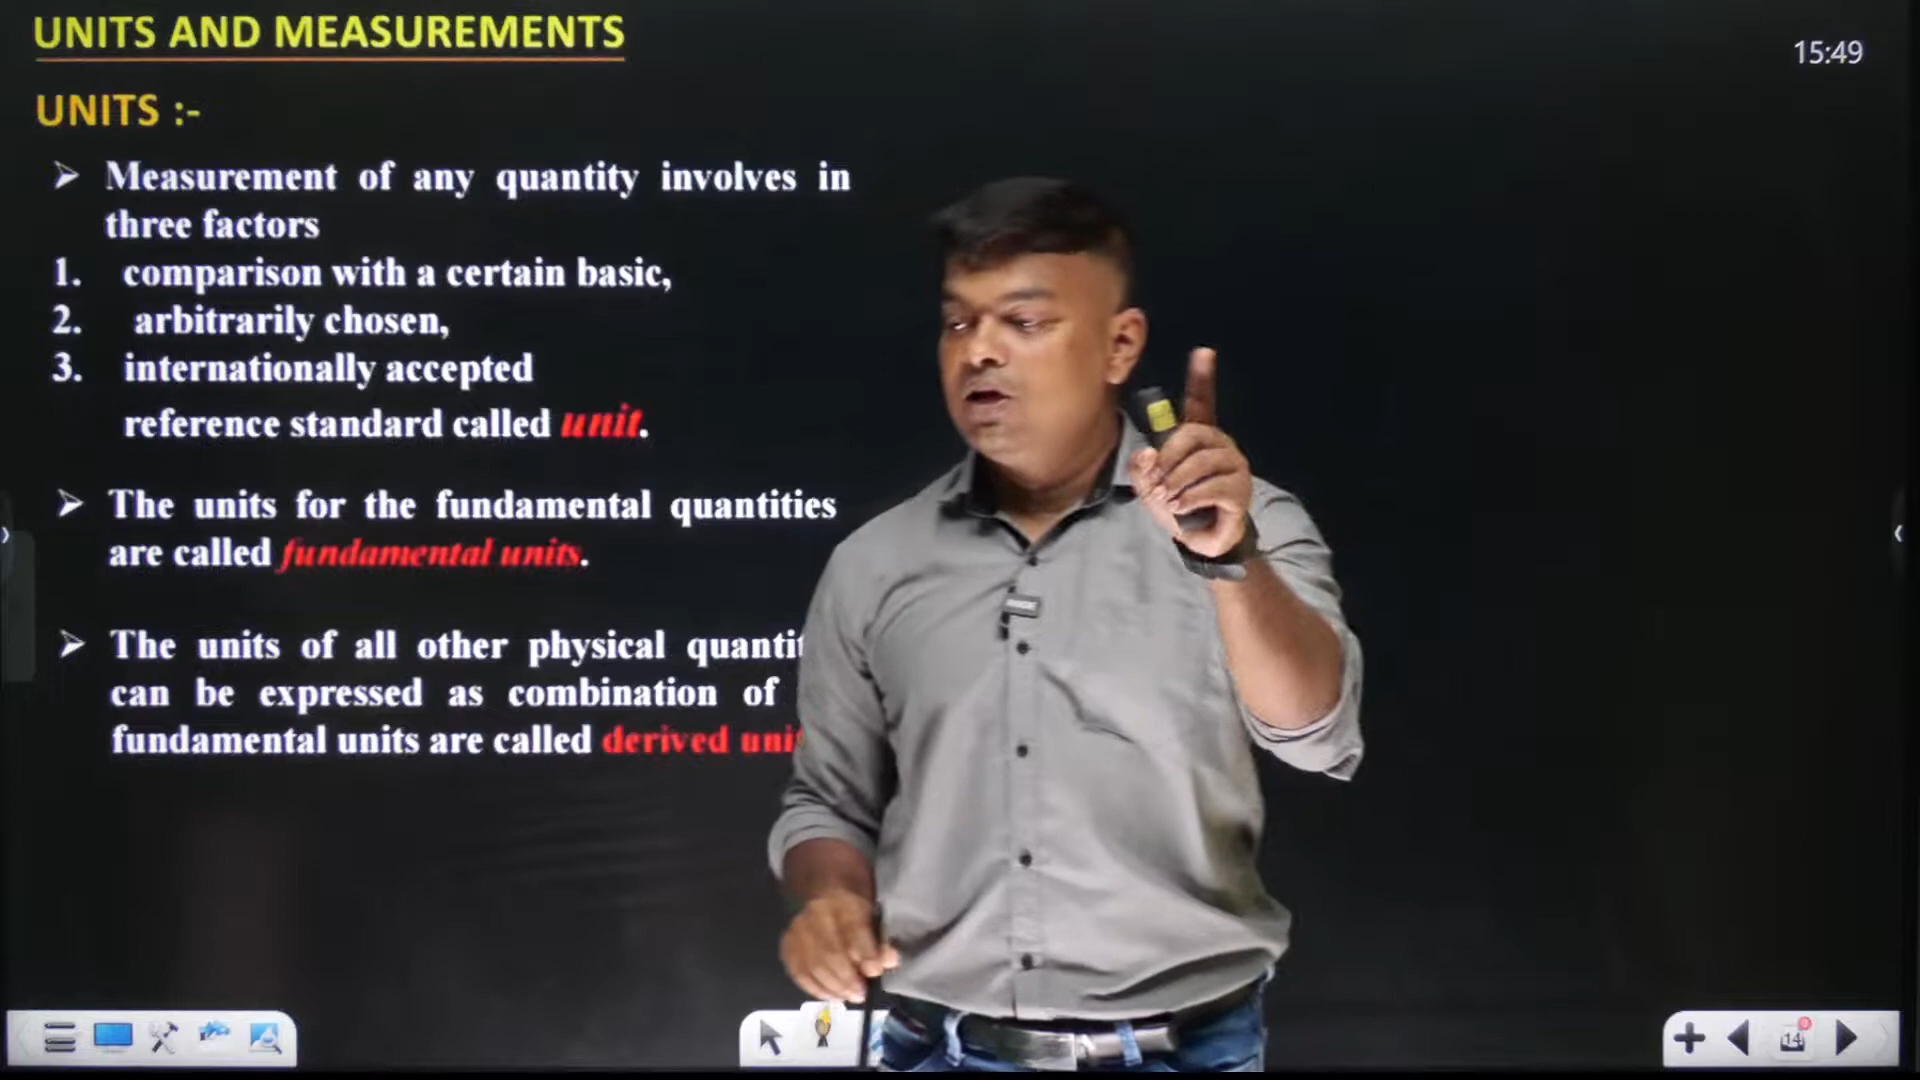 UNITS AND MEASUREMENTS
15:49
UNITS :-
➢ Measurement of any quantity involves in
three factors
1. comparison with a certain basic,
2. arbitrarily chosen,
3. internationally accepted
reference standard called unit.
➢ The units for the fundamental quantities
are called fundamental units.
➢ The units of all other physical
can be expressed as combination of
fundamental units are called derived
14